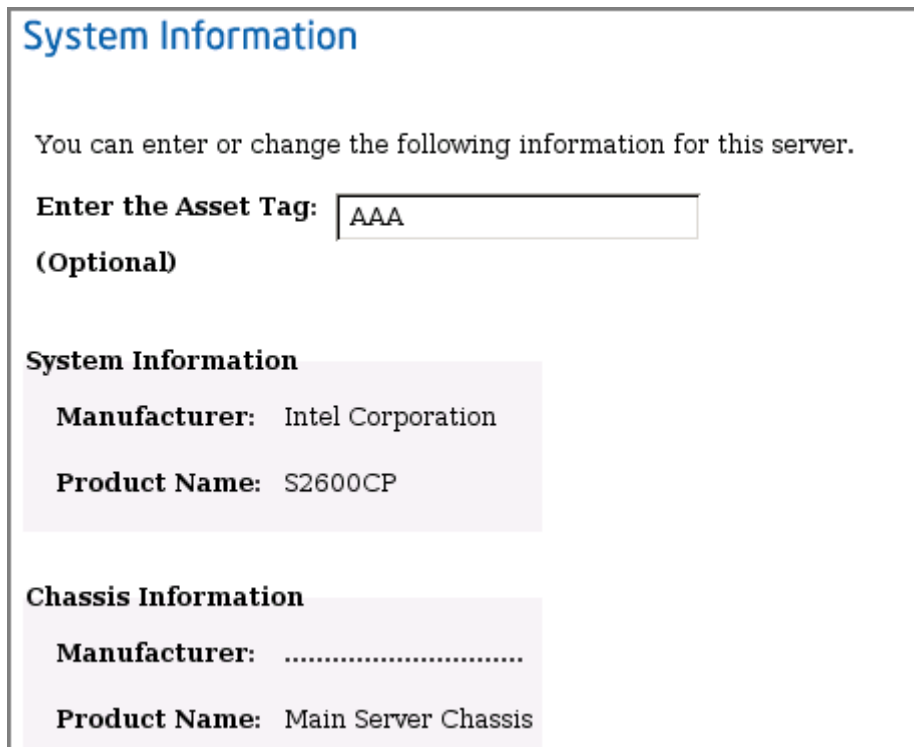 System Information
You can enter or change the following information for this server.
Enter the Asset Tag: AAA
(Optional)
System Information
Manufacturer: Intel Corporation
Product Name: S2600CP
Chassis Information
Manufacturer: ..............................
Product Name: Main Server Chassis